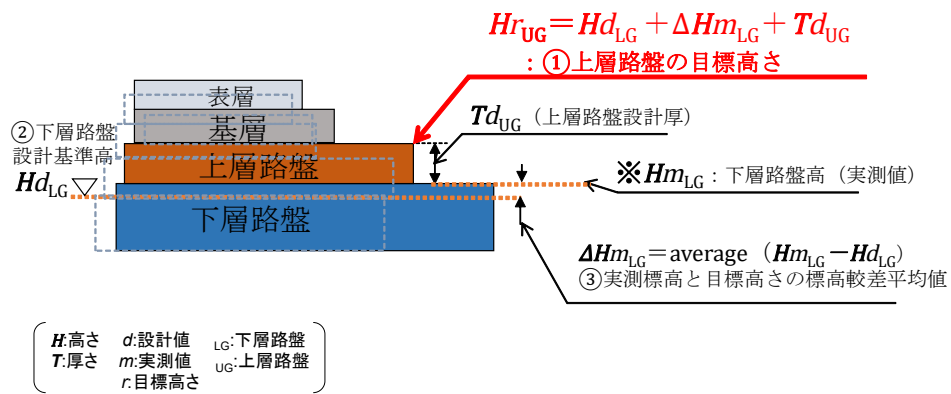 Hr_UG＝Hd_LG＋ΔHm_LG＋Td_UG
：①上層路盤の目標高さ
表層
基層
上層路盤
下層路盤
②下層路盤
設計基準高
Hd_LG
Td_UG（上層路盤設計厚）
※Hm_LG：下層路盤高（実測値）
ΔHm_LG＝average（Hm_LG－Hd_LG）
③実測標高と目標高さの標高較差平均値
H:高さ d:設計値 LG:下層路盤
T:厚さ m:実測値 UG:上層路盤
r:目標高さ